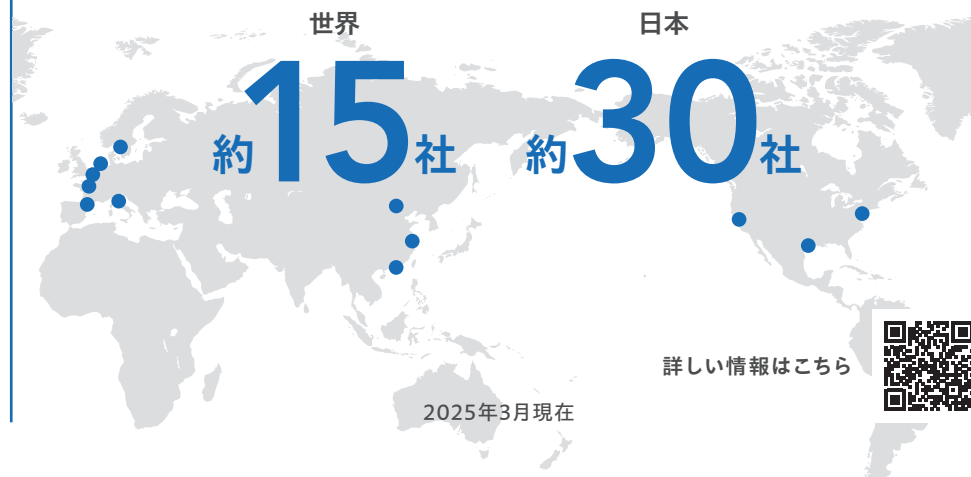 世界
約15社
日本
約30社
詳しい情報はこちら
2025年3月現在